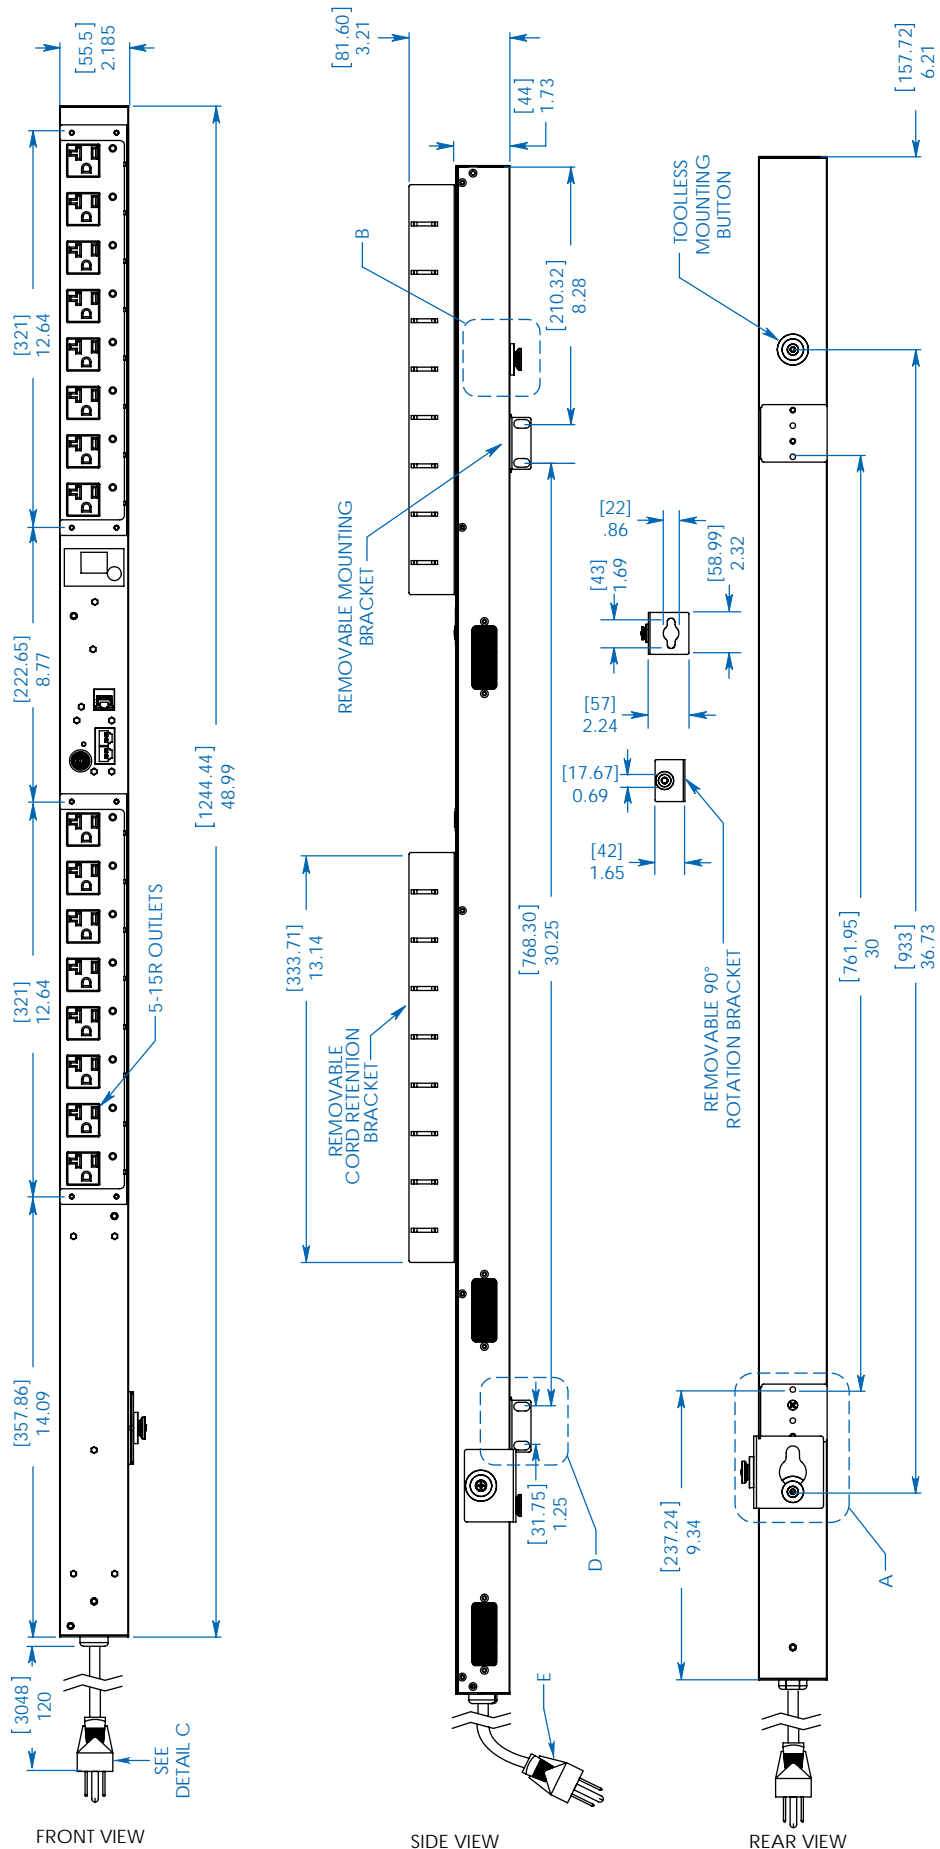 [55.5]
2.185
[321]
12.64
[222.65]
8.77
[1244.44]
48.99
[321]
12.64
5-15R OUTLETS
[357.86]
14.09
[3048]
120
SEE
DETAIL C
FRONT VIEW
[81.60]
3.21
[44]
1.73
B
[210.32]
8.28
REMOVABLE MOUNTING
BRACKET
[333.71]
13.14
[768.30]
30.25
REMOVABLE
CORD RETENTION
BRACKET
[31.75]
1.25
D
E
SIDE VIEW
[157.72]
6.21
TOOLLESS
MOUNTING
BUTTON
[22]
.86
[43]
1.69
[58.99]
2.32
[57]
2.24
[17.67]
0.69
[42]
1.65
REMOVABLE 90°
ROTATION BRACKET
[761.95]
30
[933]
36.73
[237.24]
9.34
A
REAR VIEW